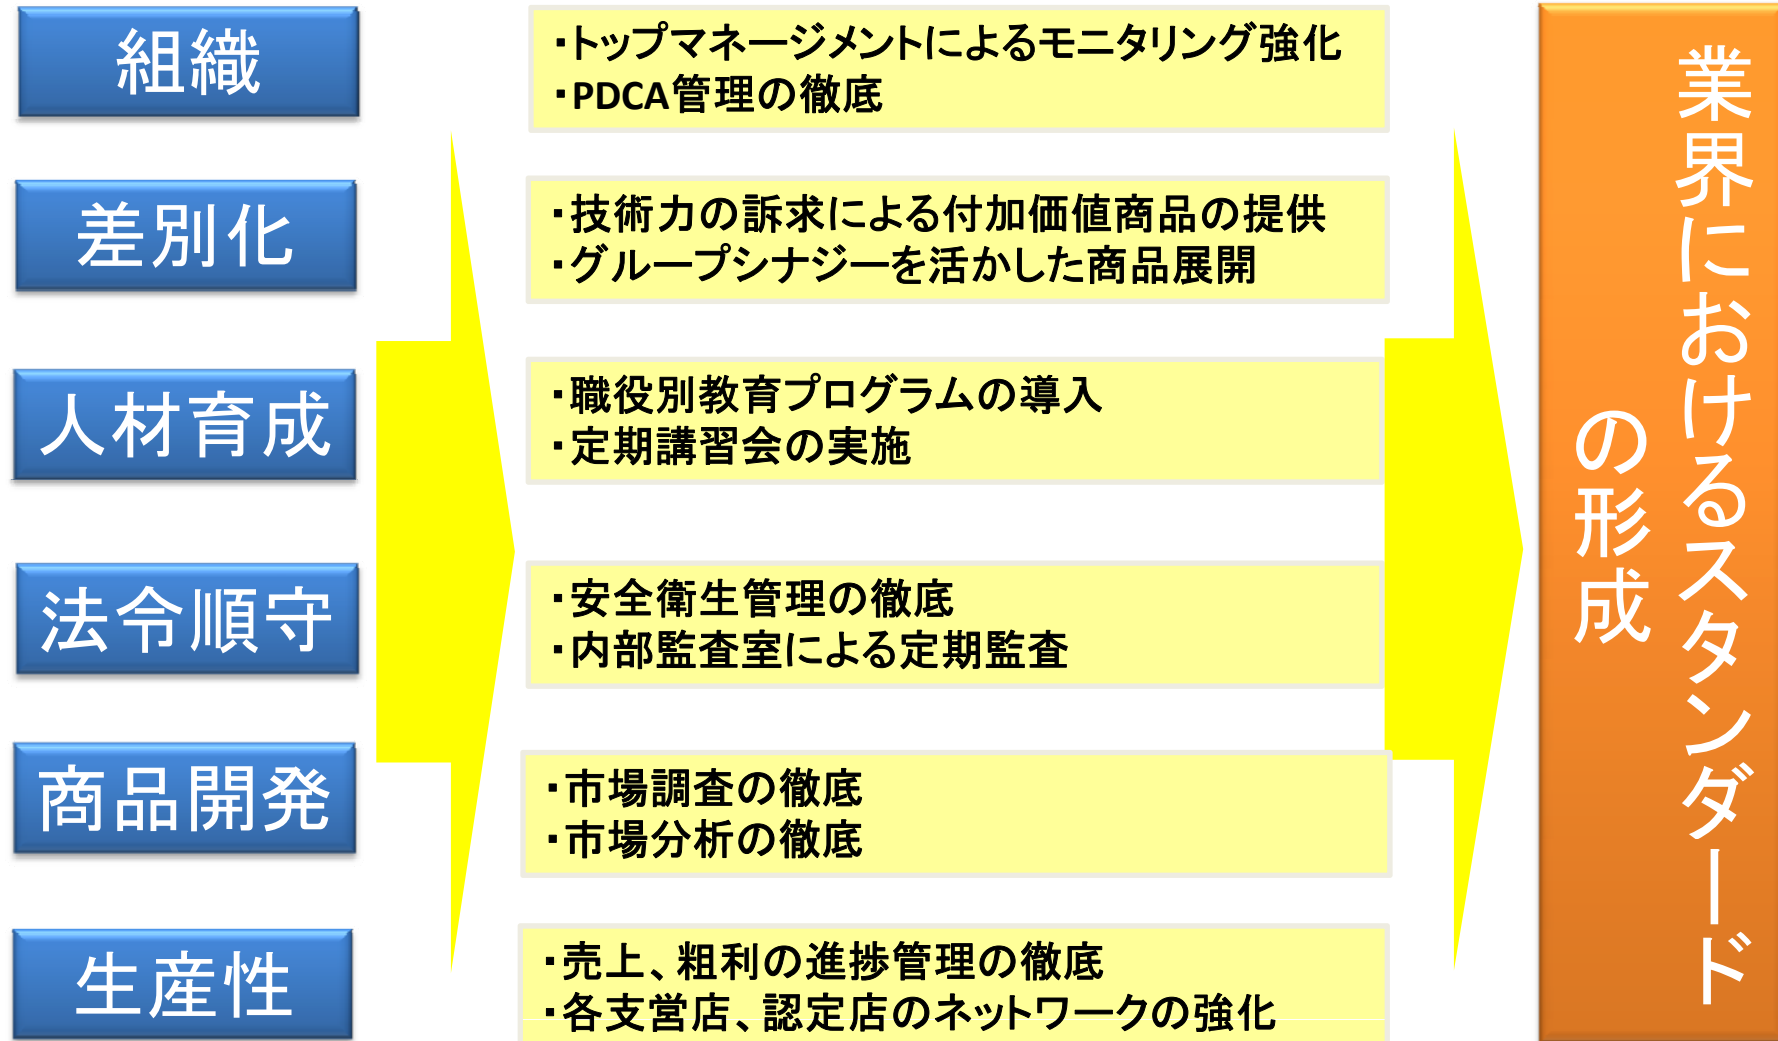 組織
・トップマネージメントによるモニタリング強化
・PDCA管理の徹底
差別化
・技術力の訴求による付加価値商品の提供
・グループシナジーを活かした商品展開
人材育成
・職役別教育プログラムの導入
・定期講習会の実施
法令順守
・安全衛生管理の徹底
・内部監査室による定期監査
商品開発
・市場調査の徹底
・市場分析の徹底
生産性
・売上、粗利の進捗管理の徹底
・各支営店、認定店のネットワークの強化
業界におけるスタンダード
の形成